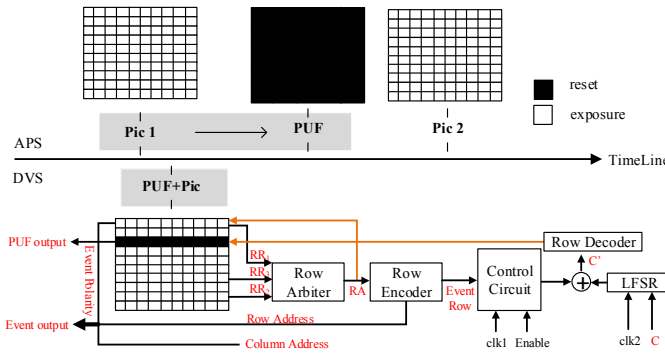 reset
exposure
Pic 1
PUF
Pic 2
APS
TimeLine
DVS
PUF+Pic
PUF output
Event Polarity
RR1
RR3
RR2
Row Arbiter
RA
Row Encoder
Event Row
Control Circuit
Row Decoder
C'
LFSR
Row Address
Event output
Column Address
clk1
Enable
clk2
C